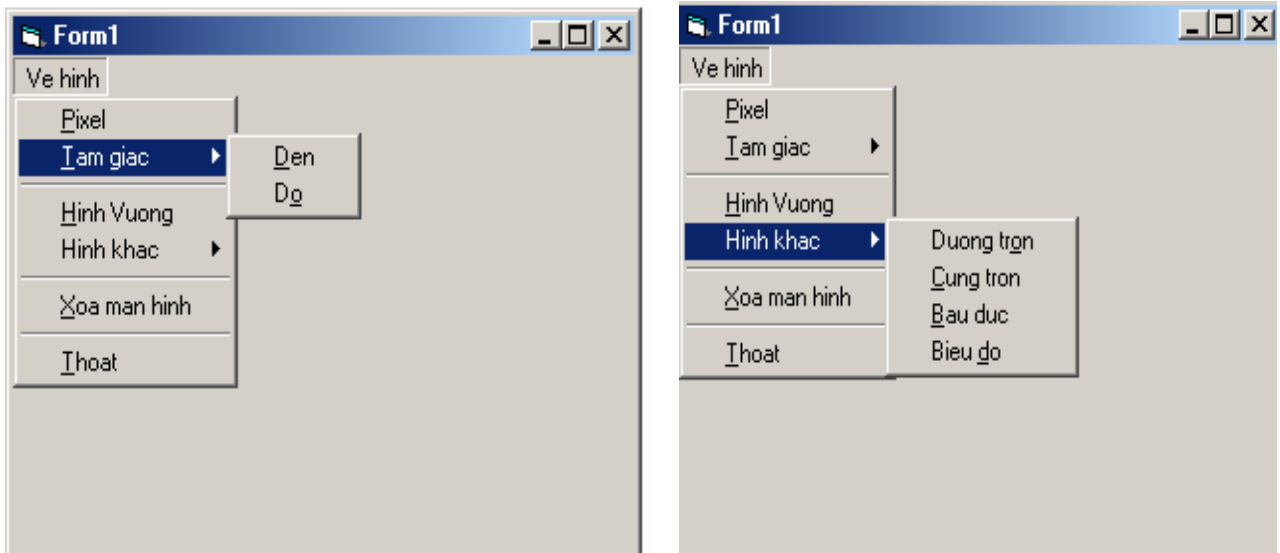 Form1
Ve hinh
Pixel
Tam giac
Den
Do
Hinh Vuong
Hinh khac
Xoa man hinh
Thoat
Form1
Ve hinh
Pixel
Tam giac
Hinh Vuong
Hinh khac
Duong tron
Cung tron
Bau duc
Bieu do
Xoa man hinh
Thoat